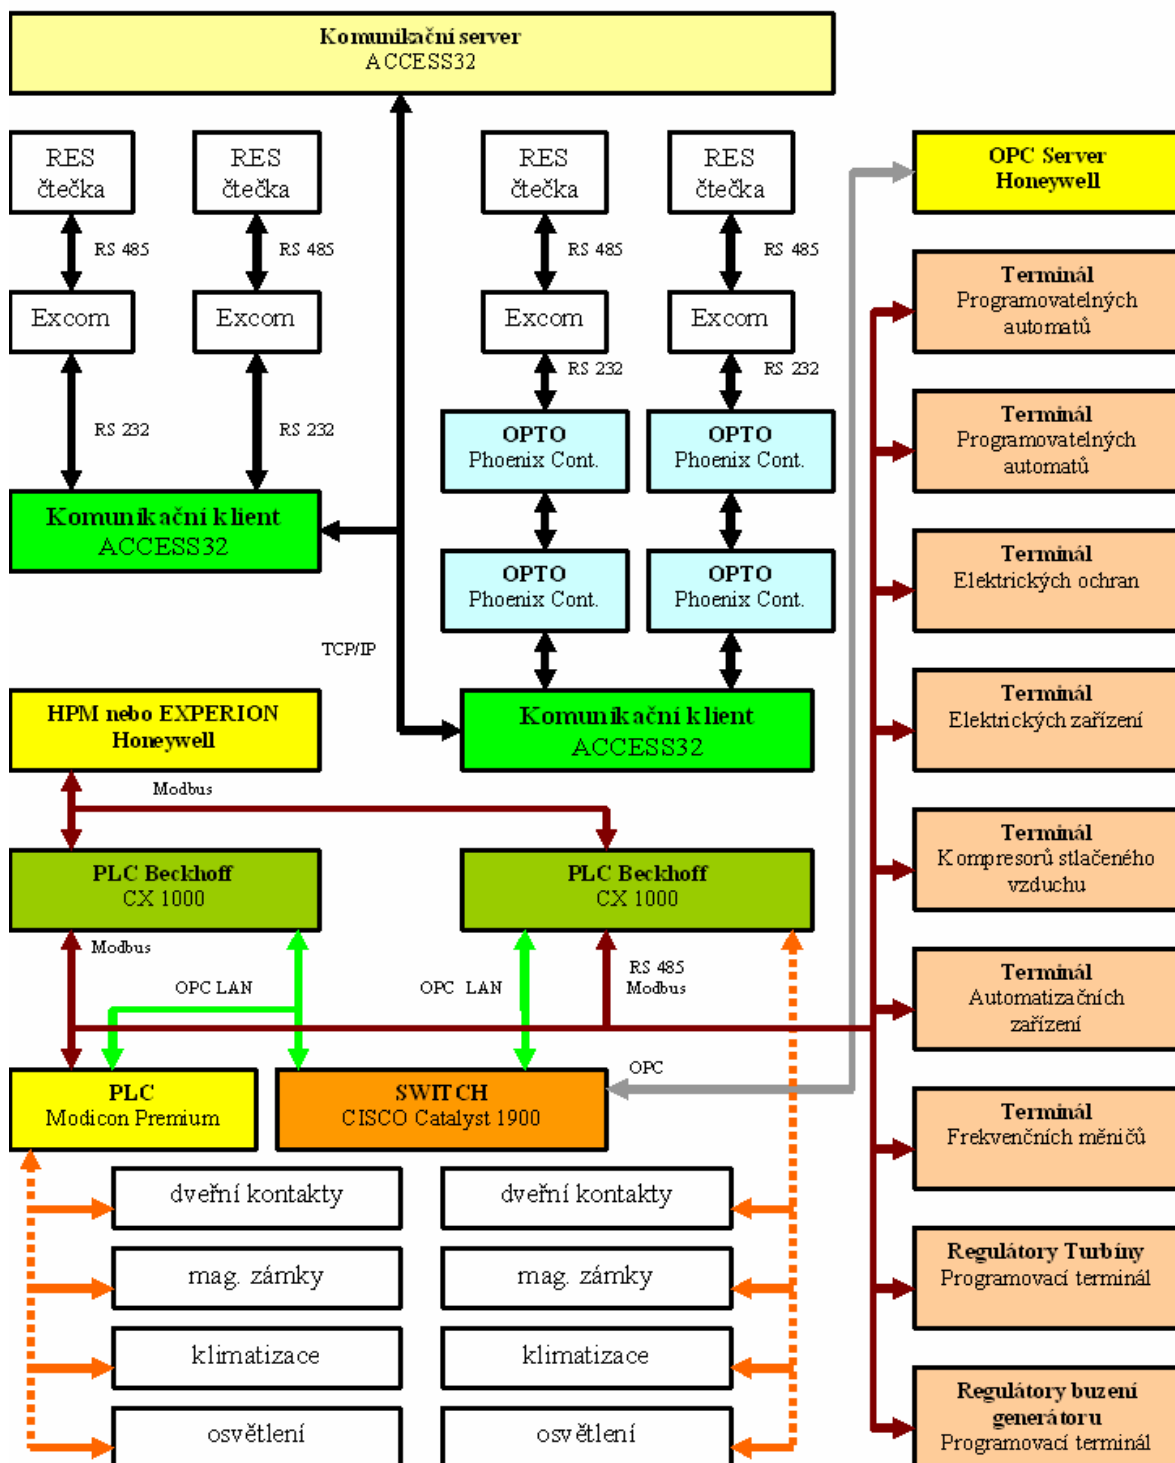 Komunikační server
ACCESS32
RES
čtečka
RES
čtečka
RES
čtečka
RES
čtečka
OPC Server
Honeywell
RS 485
RS 485
RS 485
RS 485
Terminál
Programovatelných
automatů
Excom
Excom
Excom
Excom
RS 232
RS 232
RS 232
RS 232
Terminál
Programovatelných
automatů
OPTO
Phoenix Cont.
OPTO
Phoenix Cont.
Komunikační klient
ACCESS32
Terminál
Elektrických ochran
OPTO
Phoenix Cont.
OPTO
Phoenix Cont.
TCP/IP
HPM nebo EXPERION
Honeywell
Komunikační klient
ACCESS32
Terminál
Elektrických zařízení
Modbus
Terminál
Kompresorů stlačeného
vzduchu
PLC Beckhoff
CX 1000
PLC Beckhoff
CX 1000
Modbus
OPC LAN
OPC LAN
RS 485
Modbus
Terminál
Automatizačních
zařízení
OPC
PLC
Modicon Premium
SWITCH
CISCO Catalyst 1900
Terminál
Frekvenčních měničů
dveřní kontakty
dveřní kontakty
mag. zámky
mag. zámky
Regulátory Turbíny
Programovací terminál
klimatizace
klimatizace
osvětlení
osvětlení
Regulátory buzení
generátoru
Programovací terminál